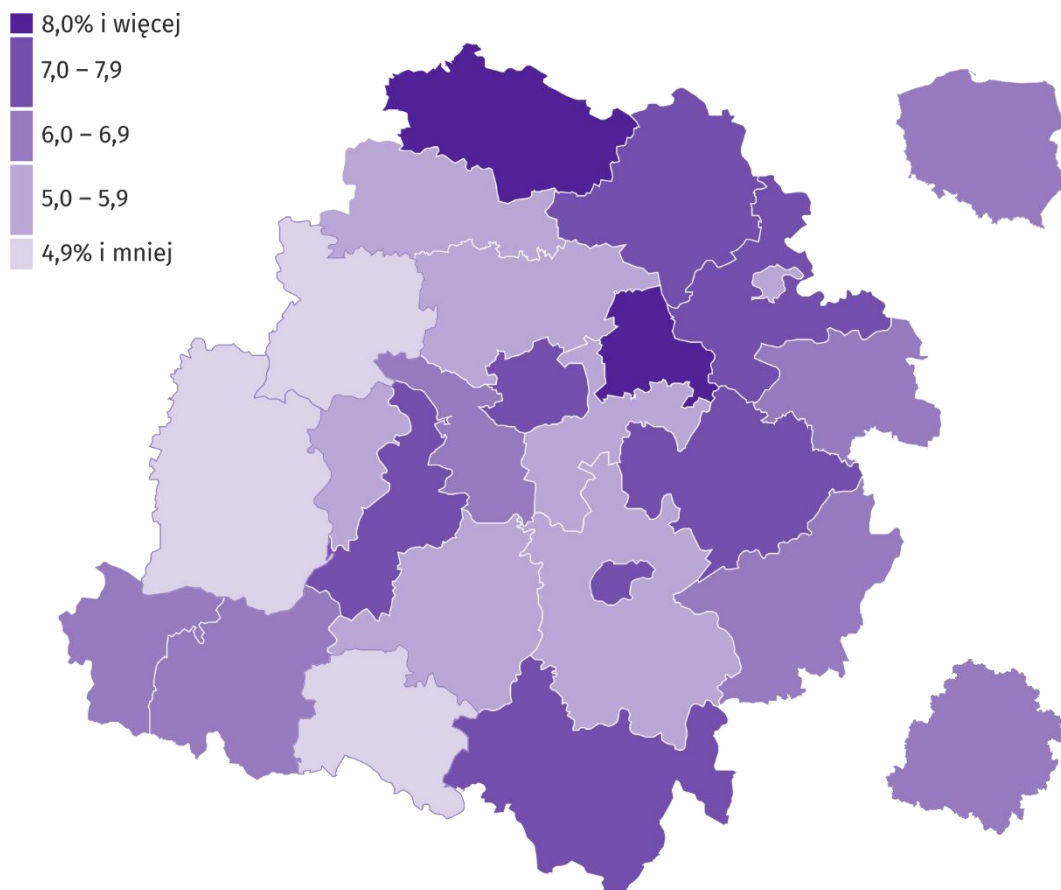 8,0% i więcej
7,0 – 7,9
6,0 – 6,9
5,0 – 5,9
4,9% i mniej